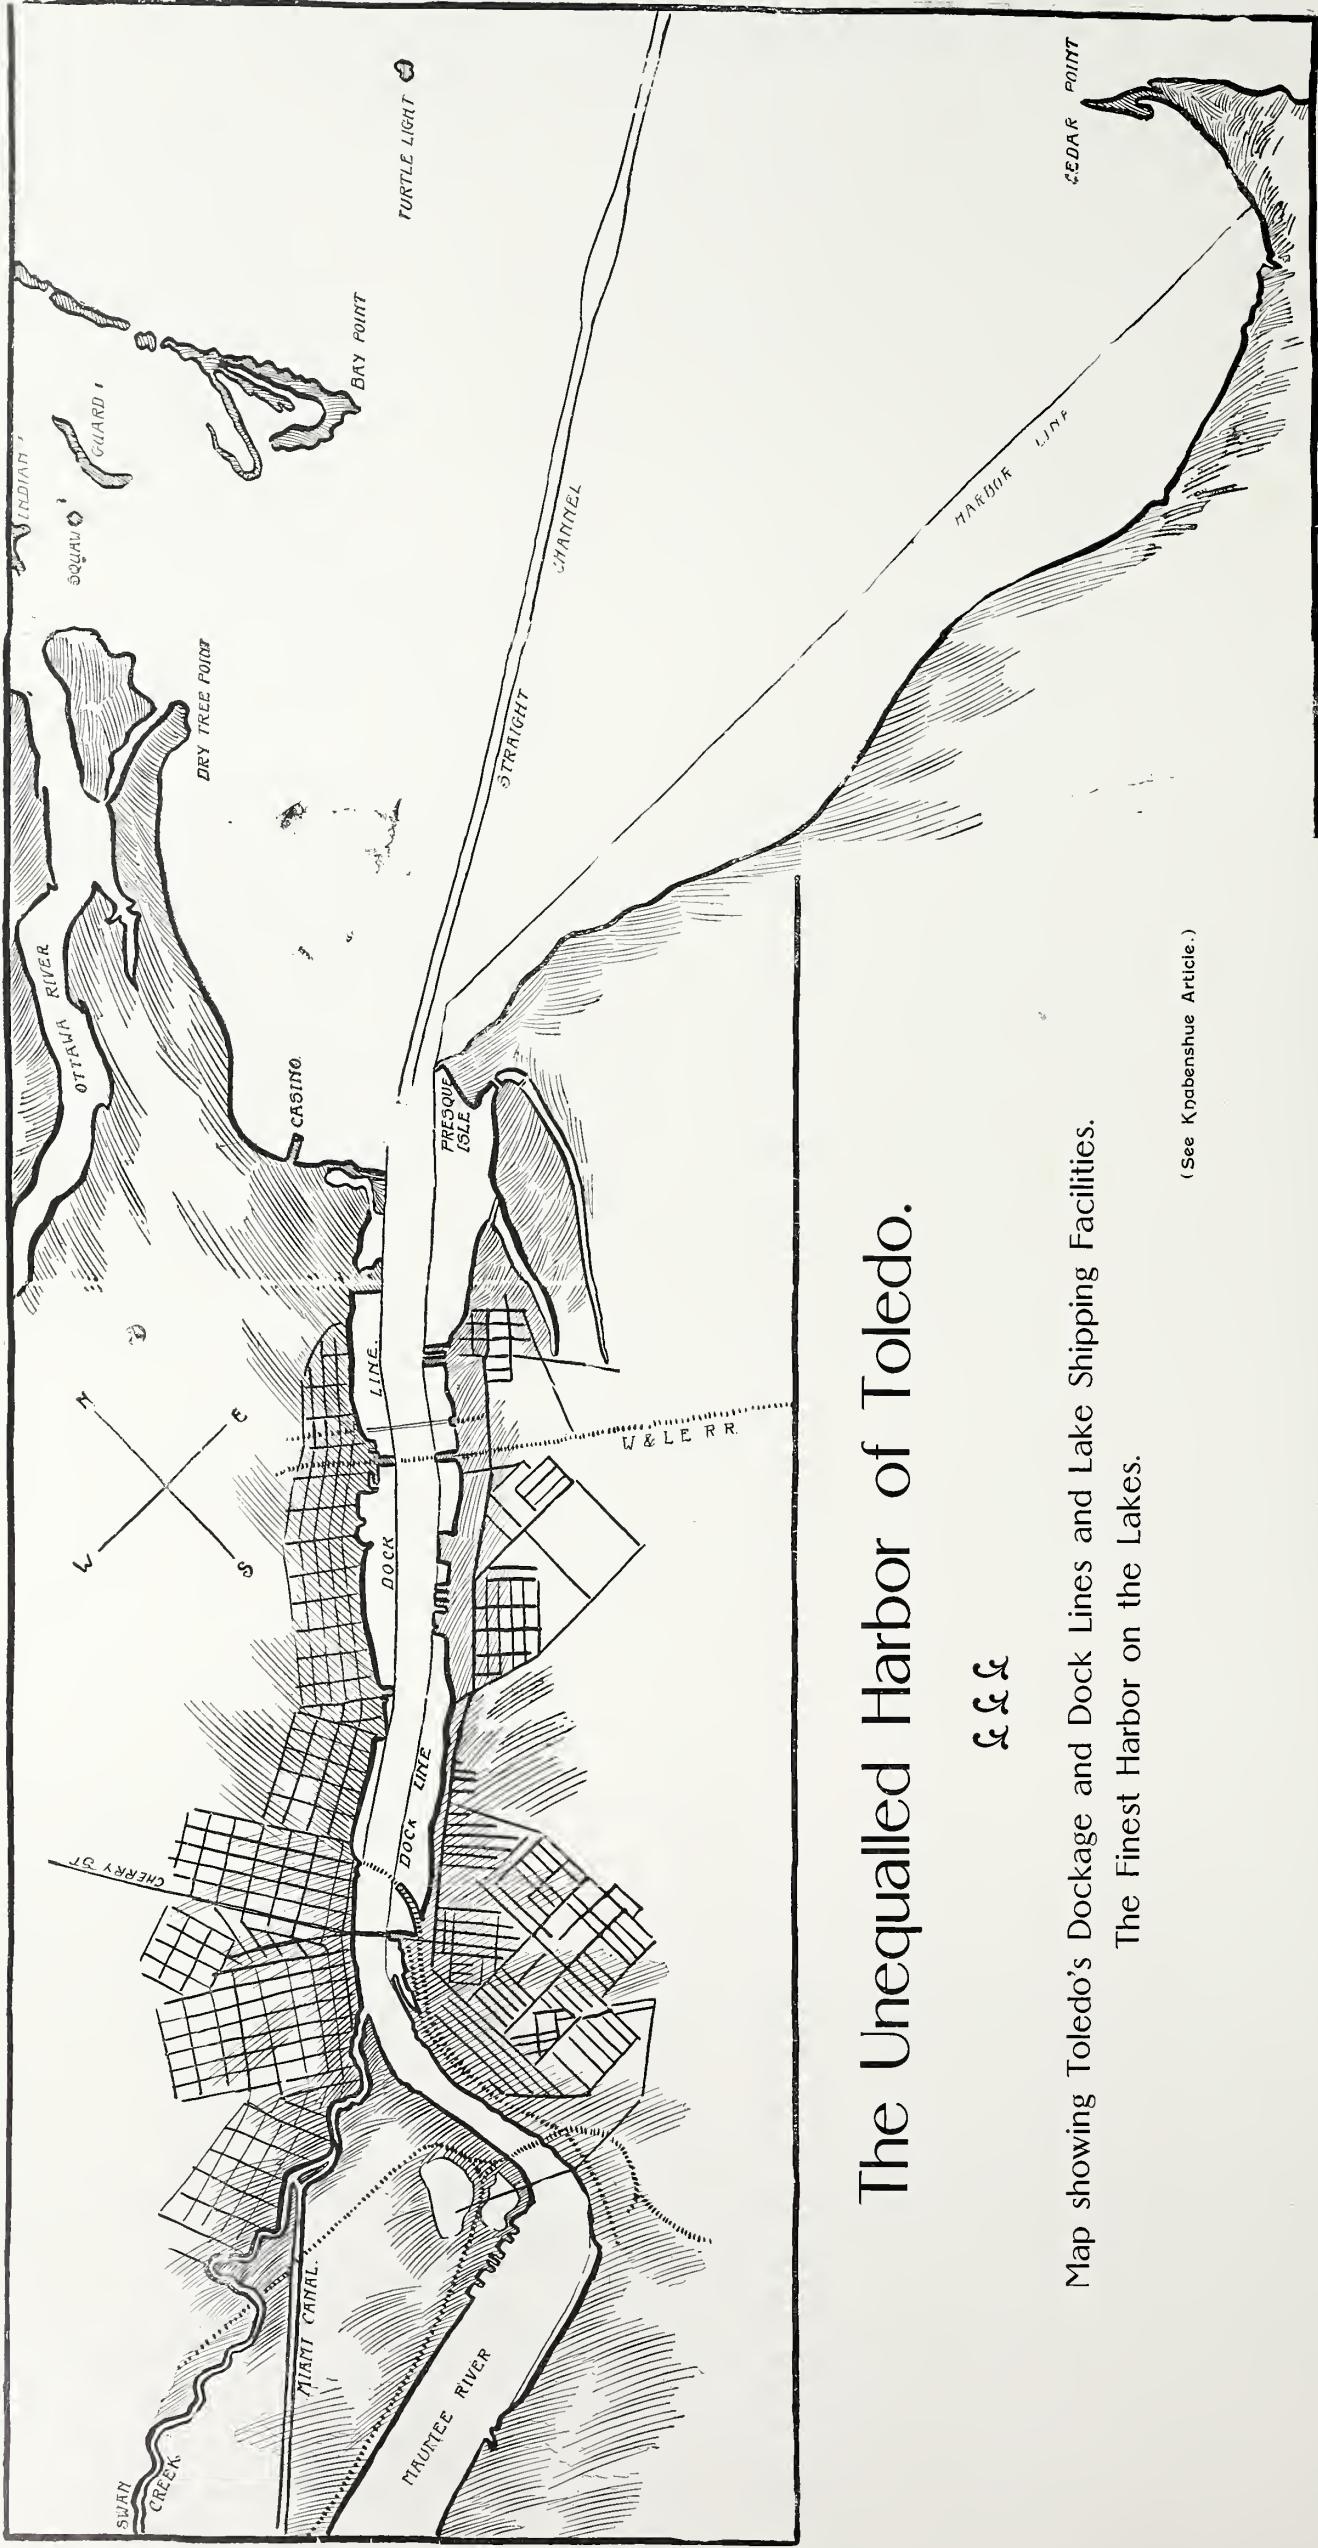 INDIAN I
SQUAW I
GUARD I
TURTLE LIGHT
BAY POINT
DRY TREE POINT
CEDAR POINT
OTTAWA RIVER
STRAIGHT CHANNEL
HARBOR LINE
CASINO
PRESQUE
ISLE
N
E
W
S
DOCK LINE.
W & L E R R.
CHERRY ST
DOCK LINE
MIAMI CANAL.
SWAN
CREEK
MAUMEE RIVER
The Unequalled Harbor of Toledo.
Map showing Toledo's Dockage and Dock Lines and Lake Shipping Facilities.
The Finest Harbor on the Lakes.
(See Knabenshue Article.)